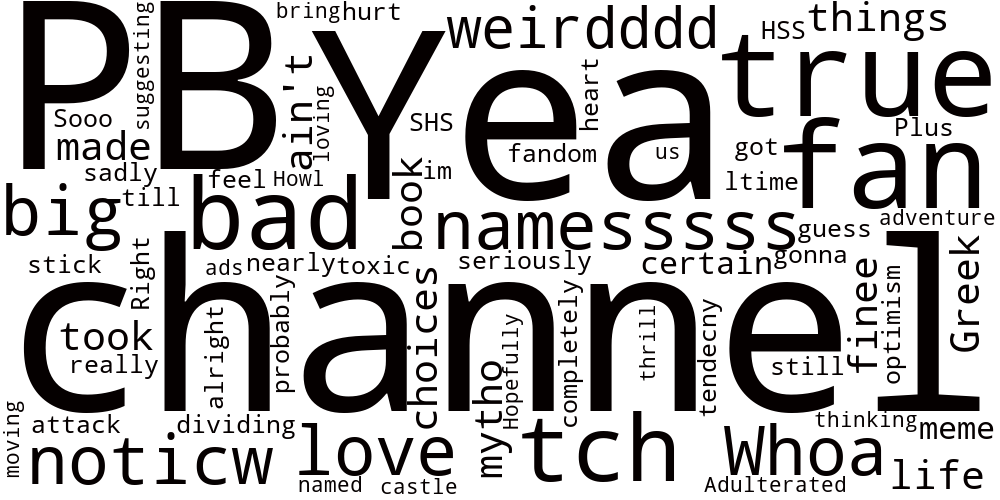 PB
Yea
weirdddd
HSS
things
true
bring
hurt
suggesting
Sooo
made
sadly
ain't
loving
SHS
heart
fandom
us
got
Plus
fan
ltime
im
book
feel
Howl
till
big
bad
namesssss
guess
adventure
stick
Right
ads
nearly
toxic
seriously
certain
gonna
channel
took
really
alright
probably
choices
mytho
Hopefully
completely
thrill
tendecny
still
finee
optimism
Greek
moving
attack
dividing
noticw
love
named
castle
tch
Whoa
thinking
meme
Adulterated
life